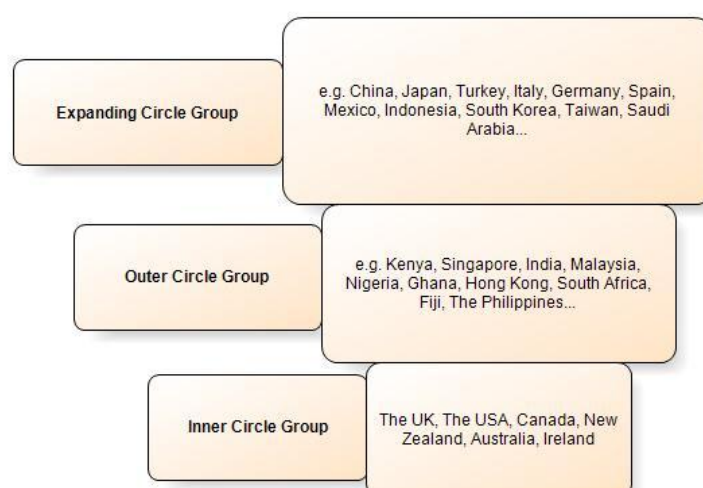 Expanding Circle Group
e.g. China, Japan, Turkey, Italy, Germany, Spain,
Mexico, Indonesia, South Korea, Taiwan, Saudi
Arabia...
Outer Circle Group
e.g. Kenya, Singapore, India, Malaysia,
Nigeria, Ghana, Hong Kong, South Africa,
Fiji, The Philippines...
Inner Circle Group
The UK, The USA, Canada, New
Zealand, Australia, Ireland